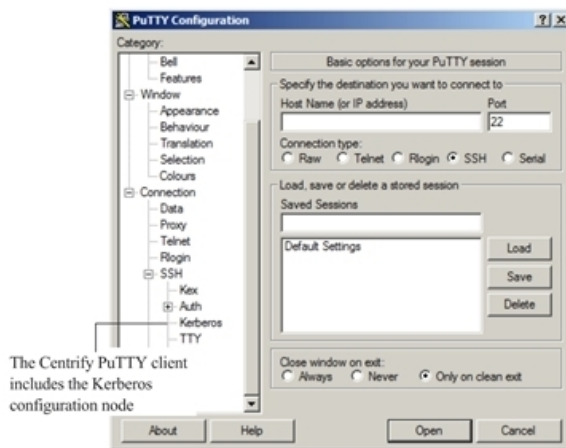 PuTTY Configuration
Category:
Bell
Features
Window
Appearance
Behaviour
Translation
Selection
Colours
Connection
Data
Proxy
Telnet
Rlogin
SSH
Kex
Auth
Kerberos
TTY
Basic options for your PuTTY session
Specify the destination you want to connect to
Host Name (or IP address) Port
22
Connection type:
Raw Telnet Rlogin SSH Serial
Load, save or delete a stored session
Saved Sessions
Default Settings
Load
Save
Delete
Close window on exit:
Always Never Only on clean exit
About Help Open Cancel
The Centrify PuTTY client
includes the Kerberos
configuration node